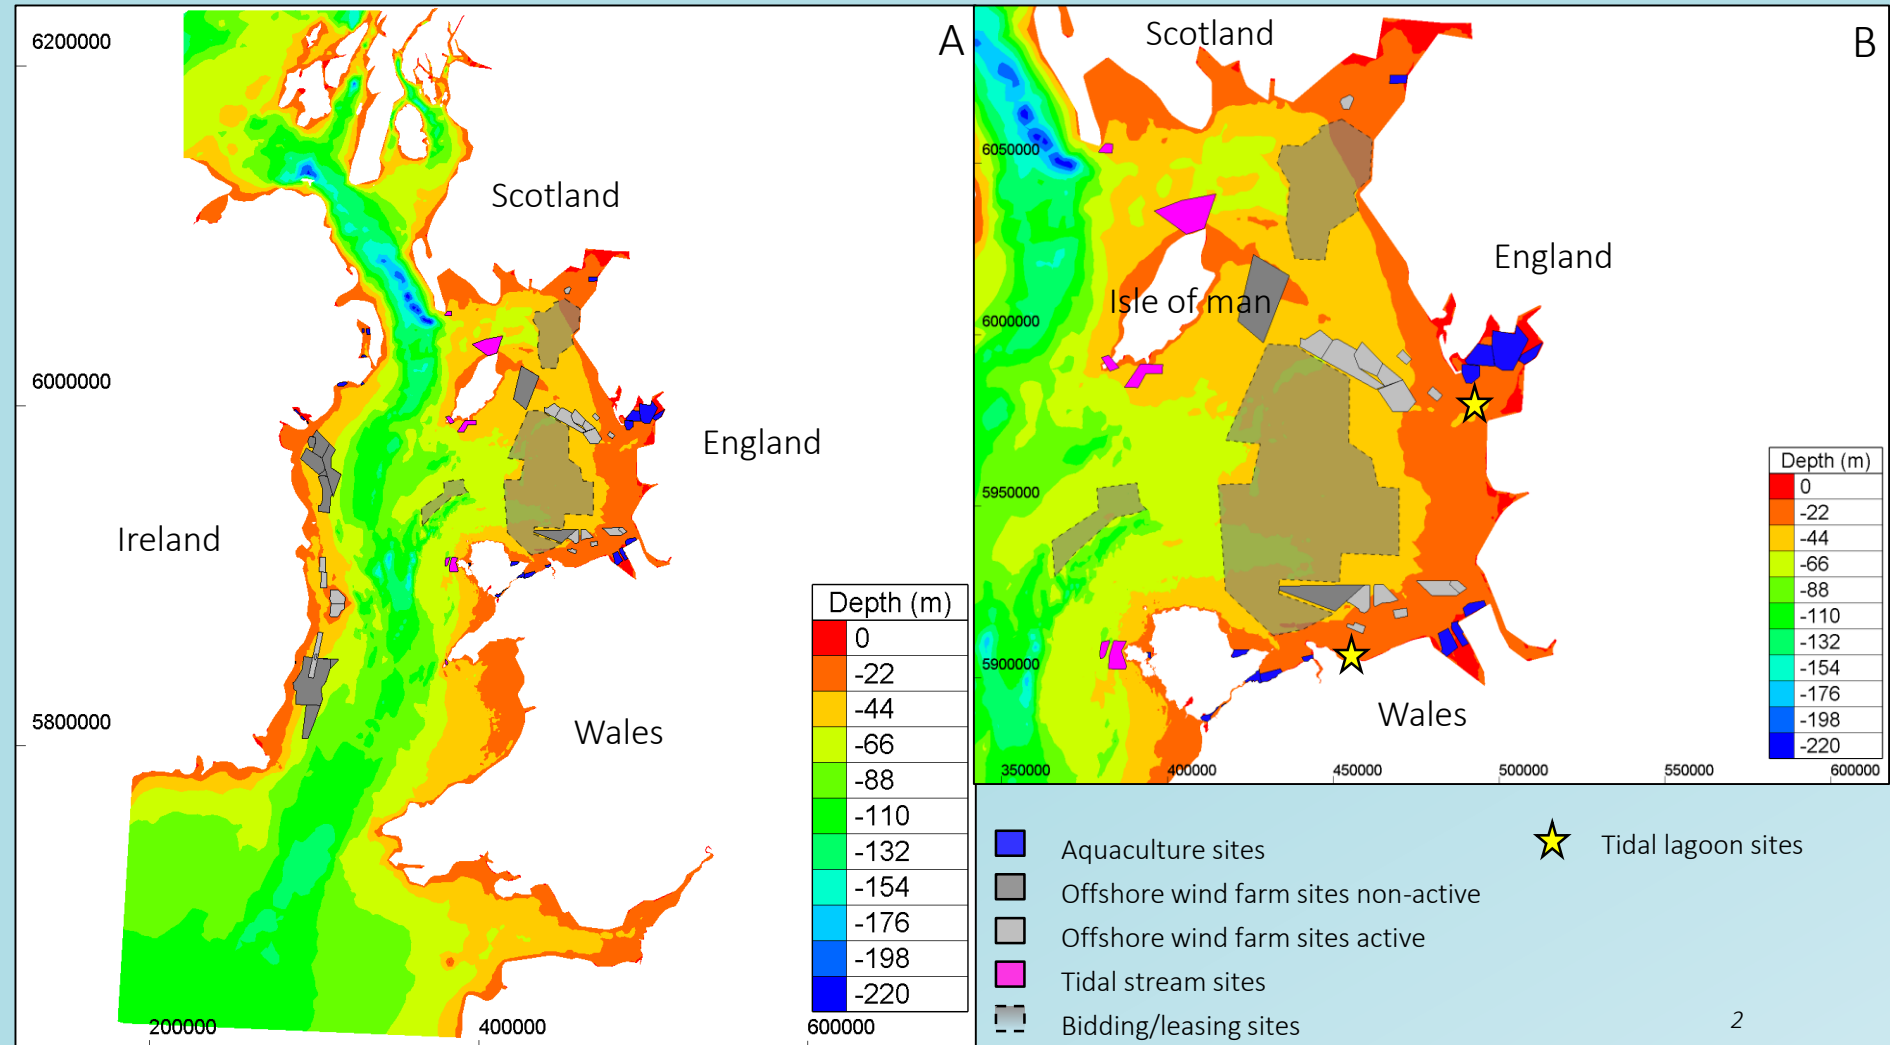 A
6200000
6000000
5800000
200000
400000
600000
Scotland
England
Ireland
Wales
Depth (m)
0
-22
-44
-66
-88
-110
-132
-154
-176
-198
-220
B
Scotland
England
Isle of man
Wales
6050000
6000000
5950000
5900000
350000
400000
450000
500000
550000
600000
Depth (m)
0
-22
-44
-66
-88
-110
-132
-154
-176
-198
-220
Aquaculture sites
Offshore wind farm sites non-active
Offshore wind farm sites active
Tidal stream sites
Bidding/leasing sites
Tidal lagoon sites
2